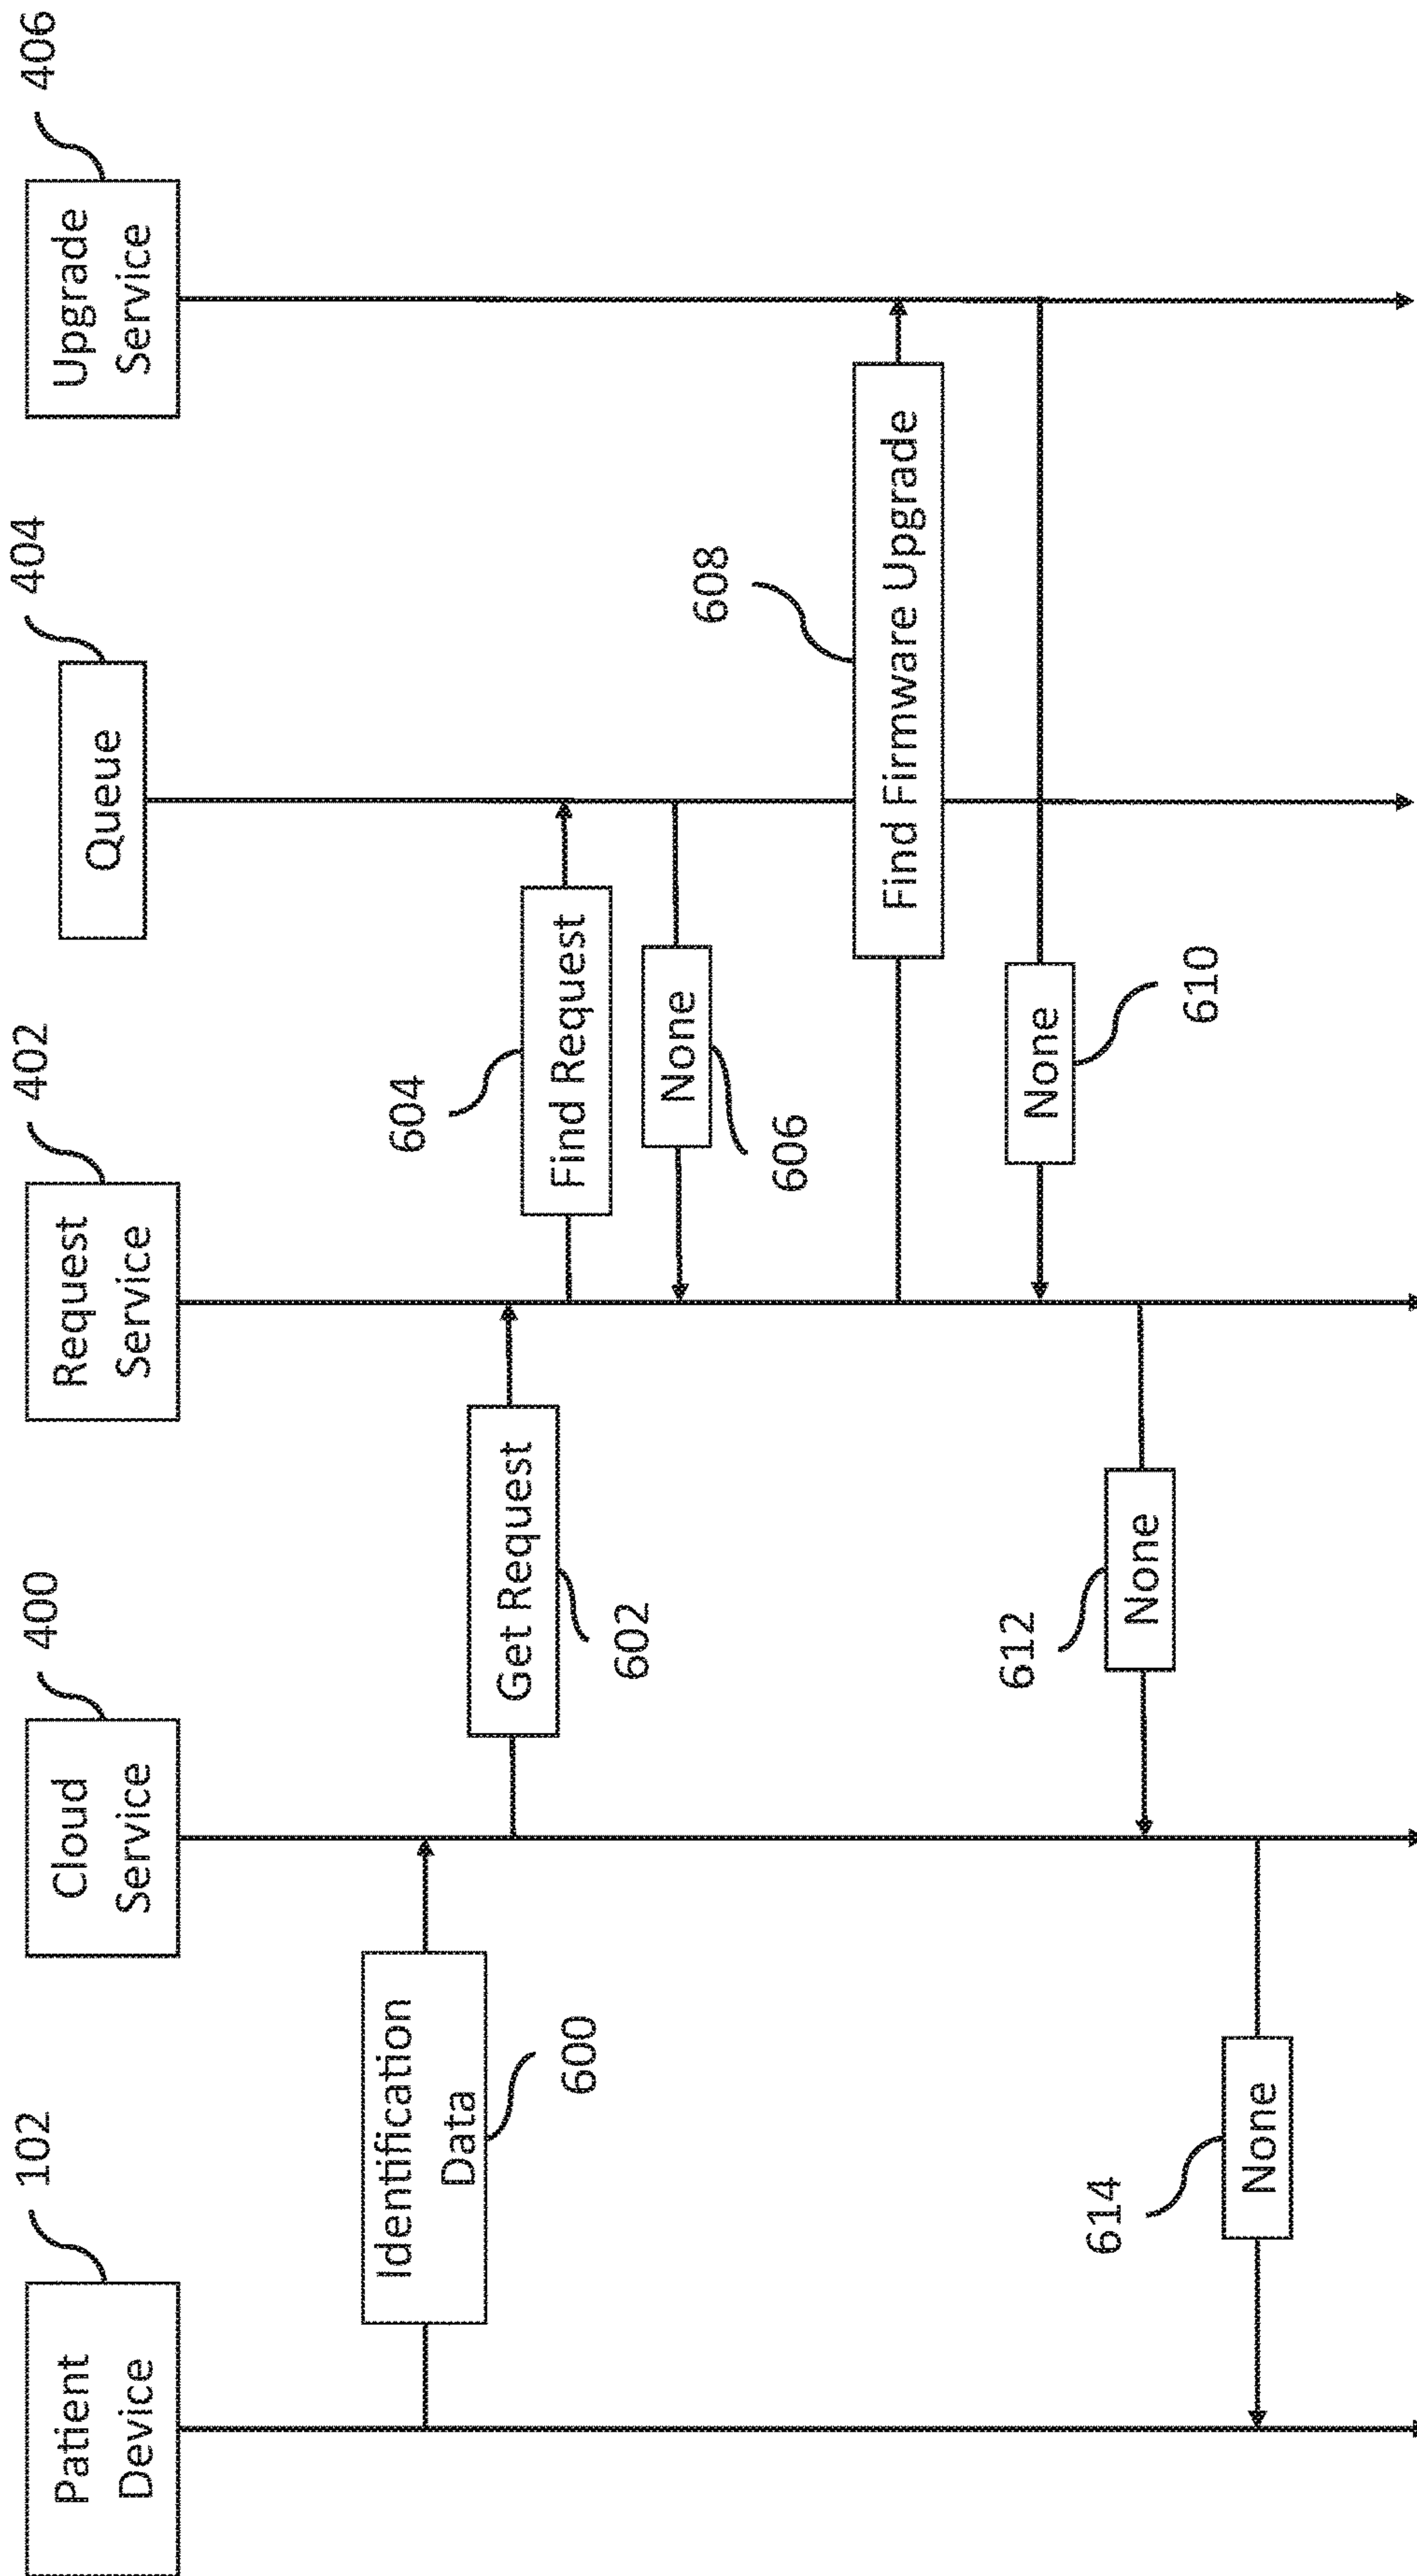 Patient
Device
102
Cloud
Service
400
Request
Service
402
Queue
404
Upgrade
Service
406
Identification
Data
600
Get Request
602
Find Request
604
None
606
Find Firmware Upgrade
608
None
610
None
612
None
614